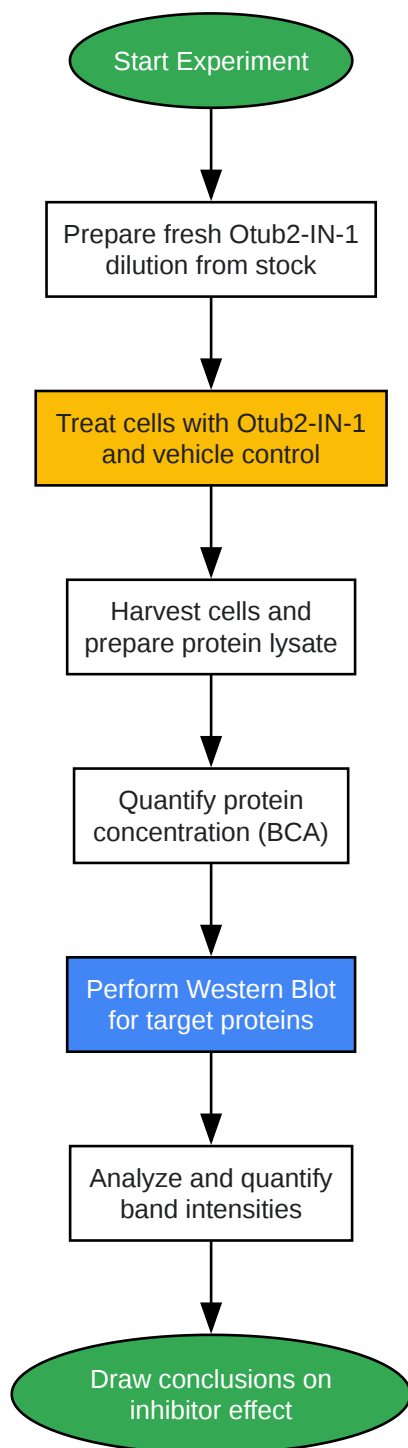 Start Experiment
Prepare fresh Otub2-IN-1
dilution from stock
Treat cells with Otub2-IN-1
and vehicle control
Harvest cells and
prepare protein lysate
Quantify protein
concentration (BCA)
Perform Western Blot
for target proteins
Analyze and quantify
band intensities
Draw conclusions on
inhibitor effect